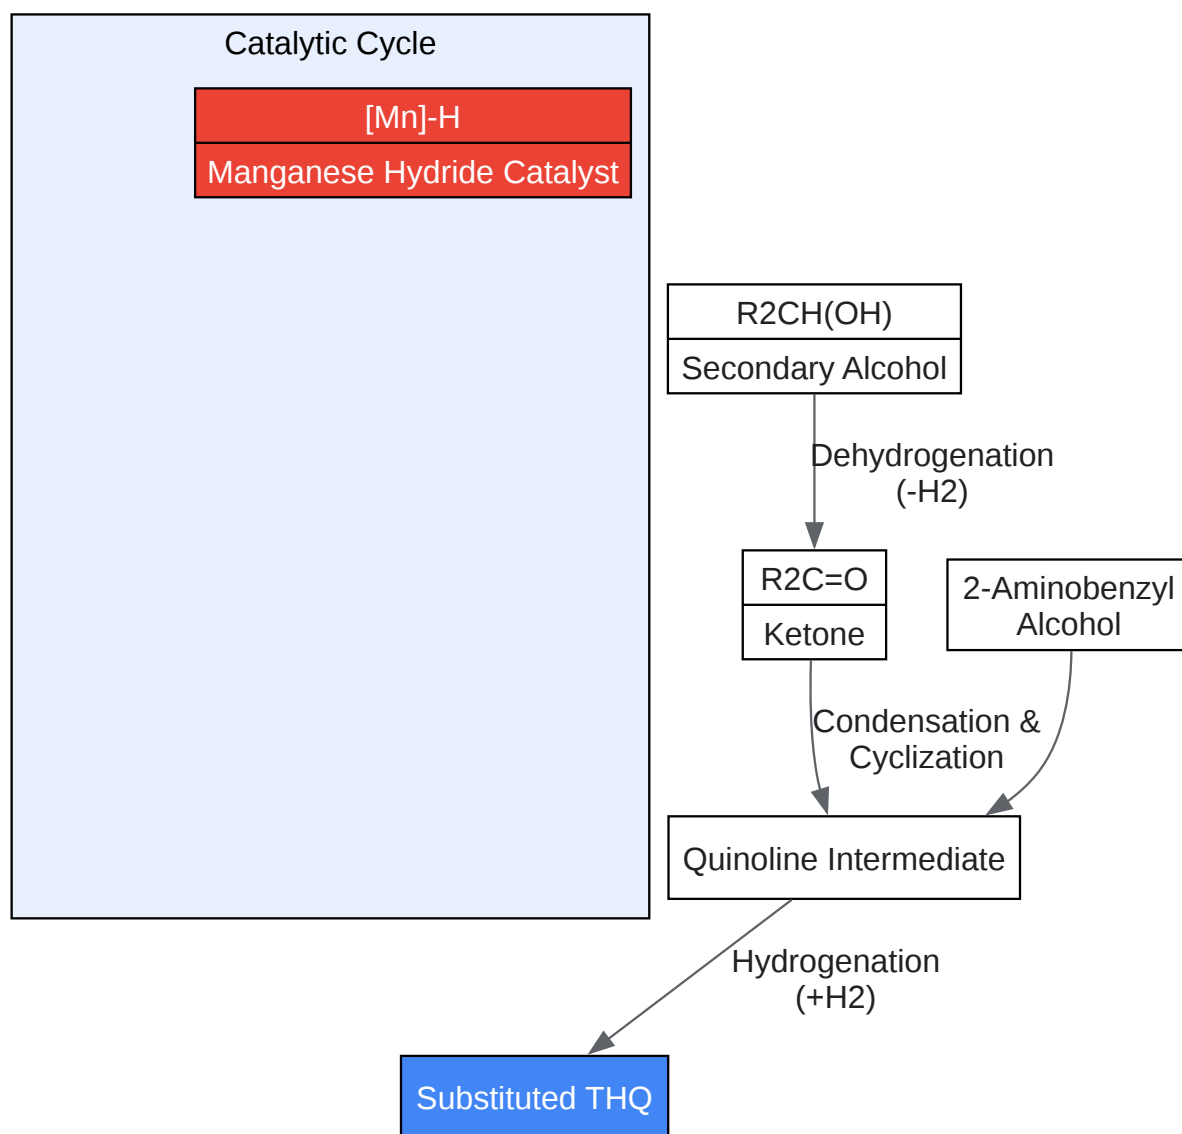 Catalytic Cycle
[Mn]-H
Manganese Hydride Catalyst
R2CH(OH)
Secondary Alcohol
Dehydrogenation
(-H2)
R2C=O
Ketone
2-Aminobenzyl
Alcohol
Condensation &
Cyclization
Quinoline Intermediate
Hydrogenation
(+H2)
Substituted THQ